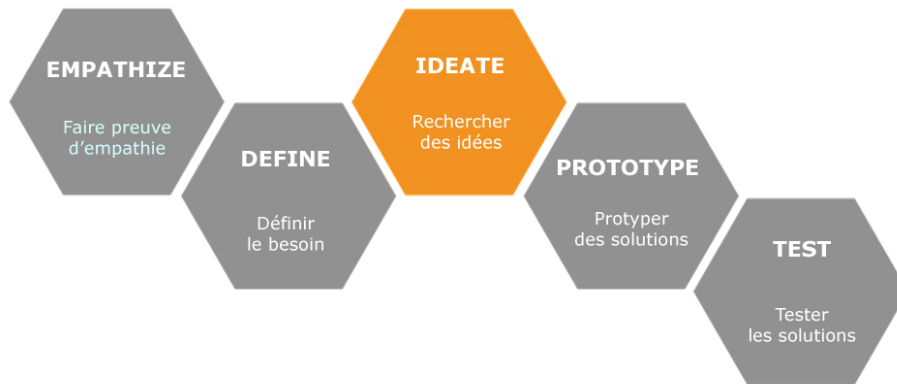 EMPATHIZE
Faire preuve
d'empathie
DEFINE
Définir
le besoin
IDEATE
Rechercher
des idées
PROTOTYPE
Protyper
des solutions
TEST
Tester
les solutions